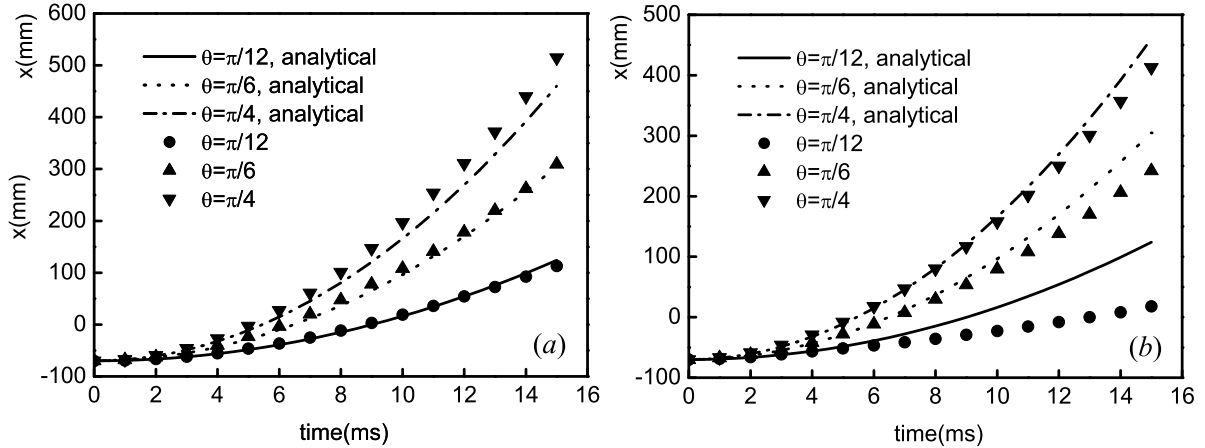 600
500
400
300
200
100
0
-100
x(mm)
x(mm)
θ=π/12, analytical
θ=π/6, analytical
θ=π/4, analytical
θ=π/12
θ=π/6
θ=π/4
(a)
0 2 4 6 8 10 12 14 16
time(ms)
500
400
300
200
100
0
-100
x(mm)
θ=π/12, analytical
θ=π/6, analytical
θ=π/4, analytical
θ=π/12
θ=π/6
θ=π/4
(b)
0 2 4 6 8 10 12 14 16
time(ms)